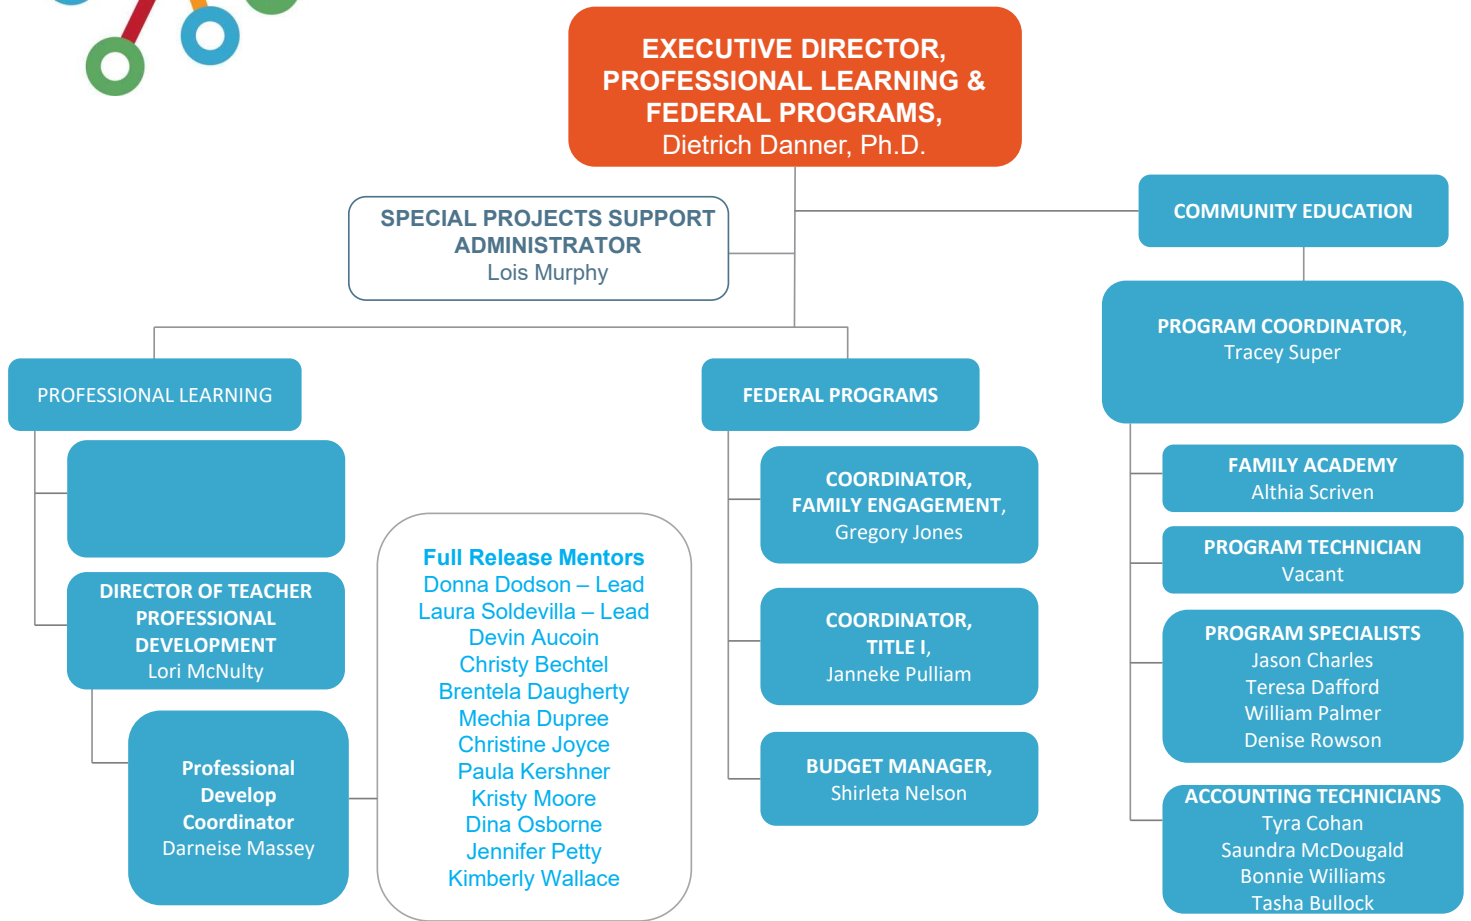 EXECUTIVE DIRECTOR,
PROFESSIONAL LEARNING &
FEDERAL PROGRAMS,
Dietrich Danner, Ph.D.
SPECIAL PROJECTS SUPPORT
ADMINISTRATOR
Lois Murphy
COMMUNITY EDUCATION
PROGRAM COORDINATOR,
Tracey Super
PROFESSIONAL LEARNING
FEDERAL PROGRAMS
DIRECTOR OF TEACHER
PROFESSIONAL
DEVELOPMENT
Lori McNulty
Professional
Develop
Coordinator
Darneise Massey
Full Release Mentors
Donna Dodson – Lead
Laura Soldevilla – Lead
Devin Aucoin
Christy Bechtel
Brentela Daugherty
Mechia Dupree
Christine Joyce
Paula Kershner
Kristy Moore
Dina Osborne
Jennifer Petty
Kimberly Wallace
COORDINATOR,
FAMILY ENGAGEMENT,
Gregory Jones
COORDINATOR,
TITLE I,
Janneke Pulliam
BUDGET MANAGER,
Shirleta Nelson
FAMILY ACADEMY
Althia Scriven
PROGRAM TECHNICIAN
Vacant
PROGRAM SPECIALISTS
Jason Charles
Teresa Dafford
William Palmer
Denise Rowson
ACCOUNTING TECHNICIANS
Tyra Cohan
Saundra McDougald
Bonnie Williams
Tasha Bullock